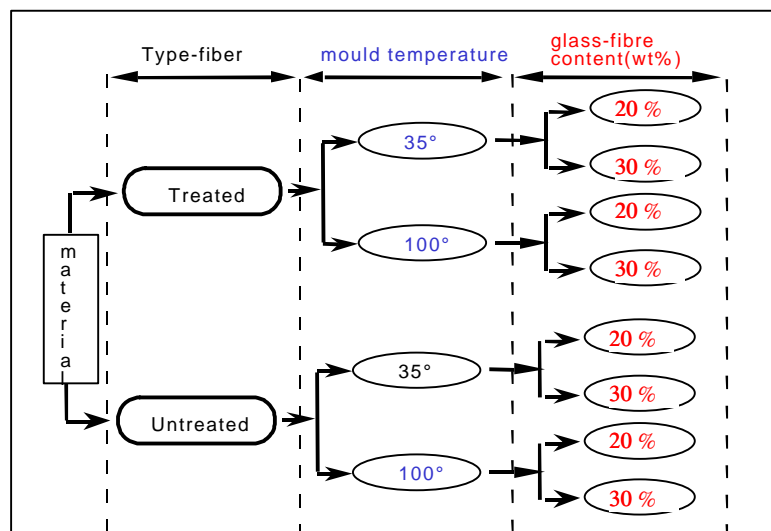 Type-fiber
mould temperature
glass-fibre
content(wt%)
material
Treated
35°
20 %
30 %
100°
20 %
30 %
Untreated
35°
20 %
30 %
100°
20 %
30 %